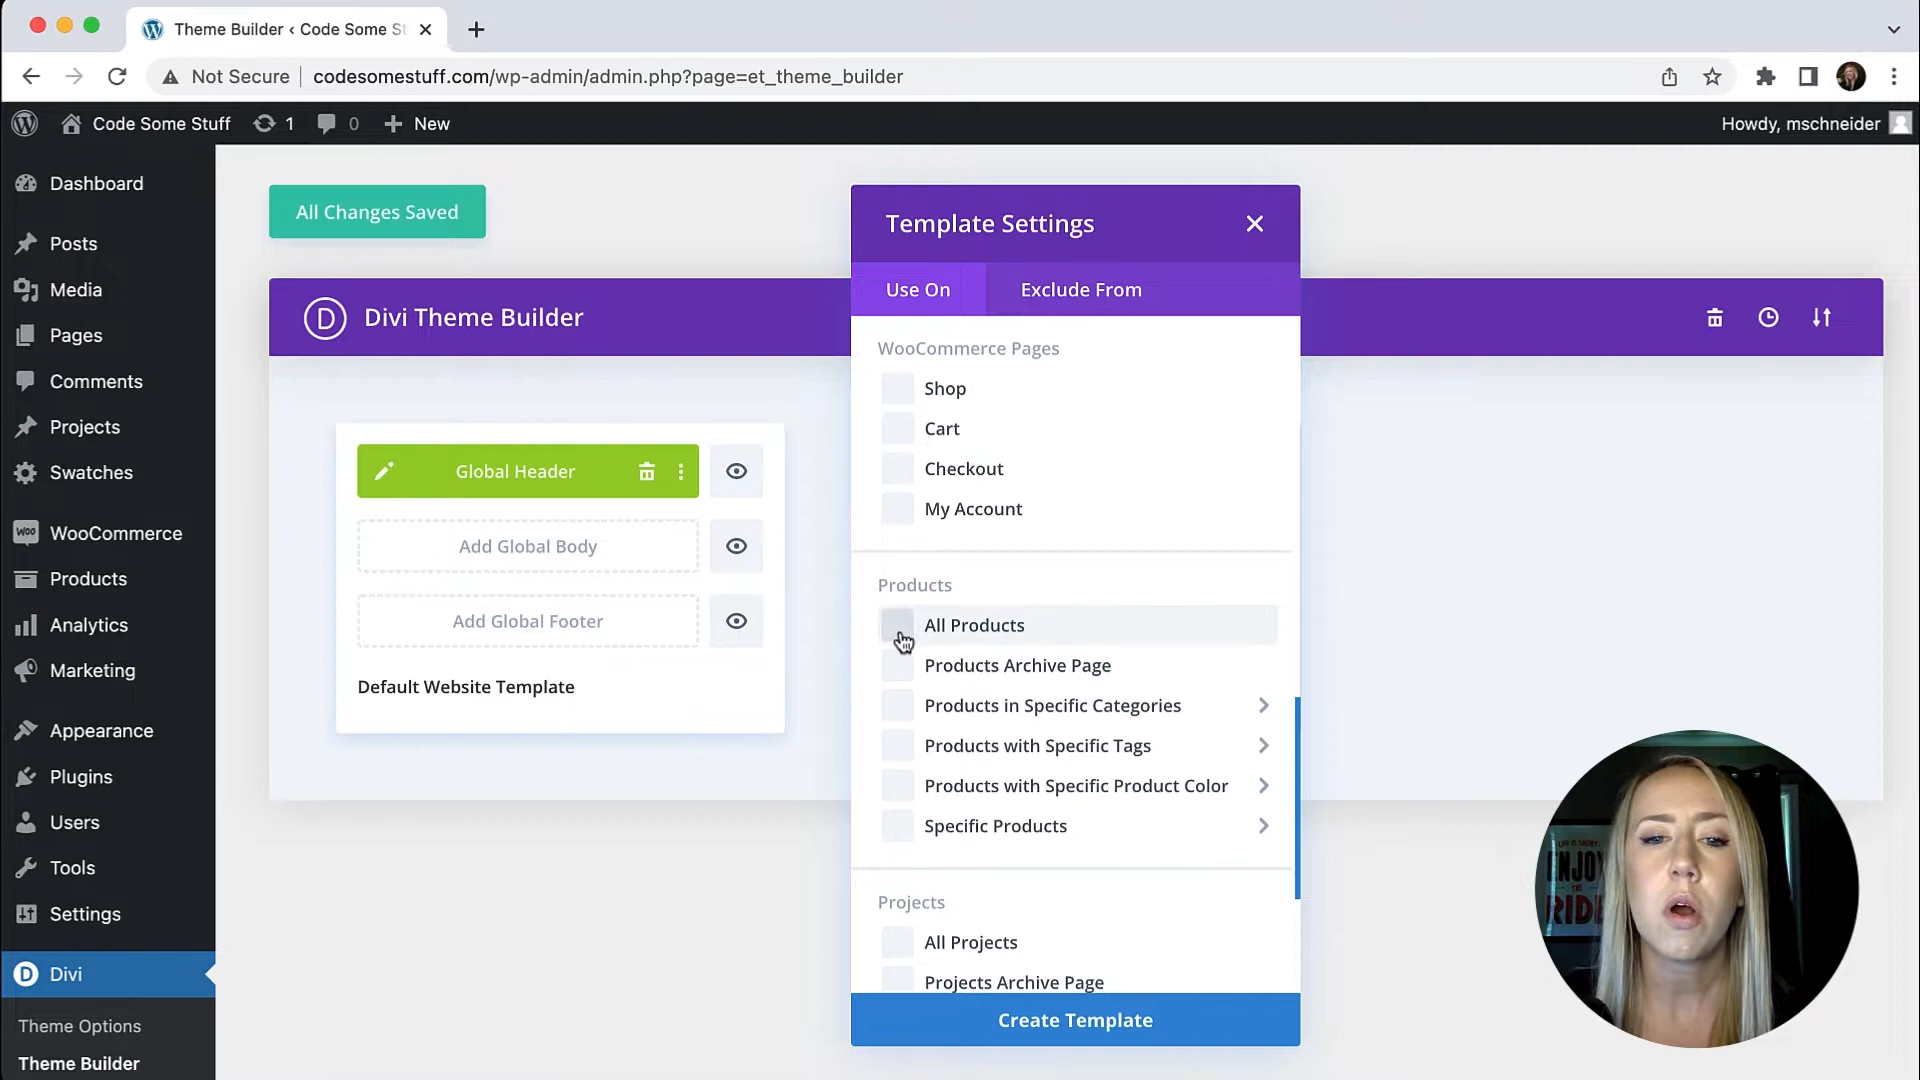 Theme Builder ‹ Code Some St
Not Secure
codesomestuff.com/wp-admin/admin.php?page=et_theme_builder
Code Some Stuff
1
0
New
Howdy, mschneider
Dashboard
Posts
Media
Pages
Comments
Projects
Swatches
WooCommerce
Products
Analytics
Marketing
Appearance
Plugins
Users
Tools
Settings
Divi
Theme Options
Theme Builder
All Changes Saved
D Divi Theme Builder
Global Header
Add Global Body
Add Global Footer
Default Website Template
Template Settings
Use On
Exclude From
WooCommerce Pages
Shop
Cart
Checkout
My Account
Products
All Products
Products Archive Page
Products in Specific Categories
Products with Specific Tags
Products with Specific Product Color
Specific Products
Projects
All Projects
Projects Archive Page
Create Template
ENJOY
THE
RIDE